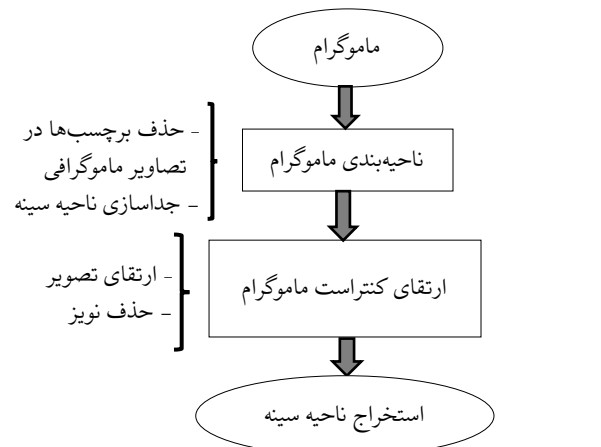 ماموگرام
ناحیه‌بندی ماموگرام
- حذف برچسب‌ها در
تصاویر ماموگرافی
- جداسازی ناحیه سینه
ارتقای کنتراست ماموگرام
- ارتقای تصویر
- حذف نویز
استخراج ناحیه سینه